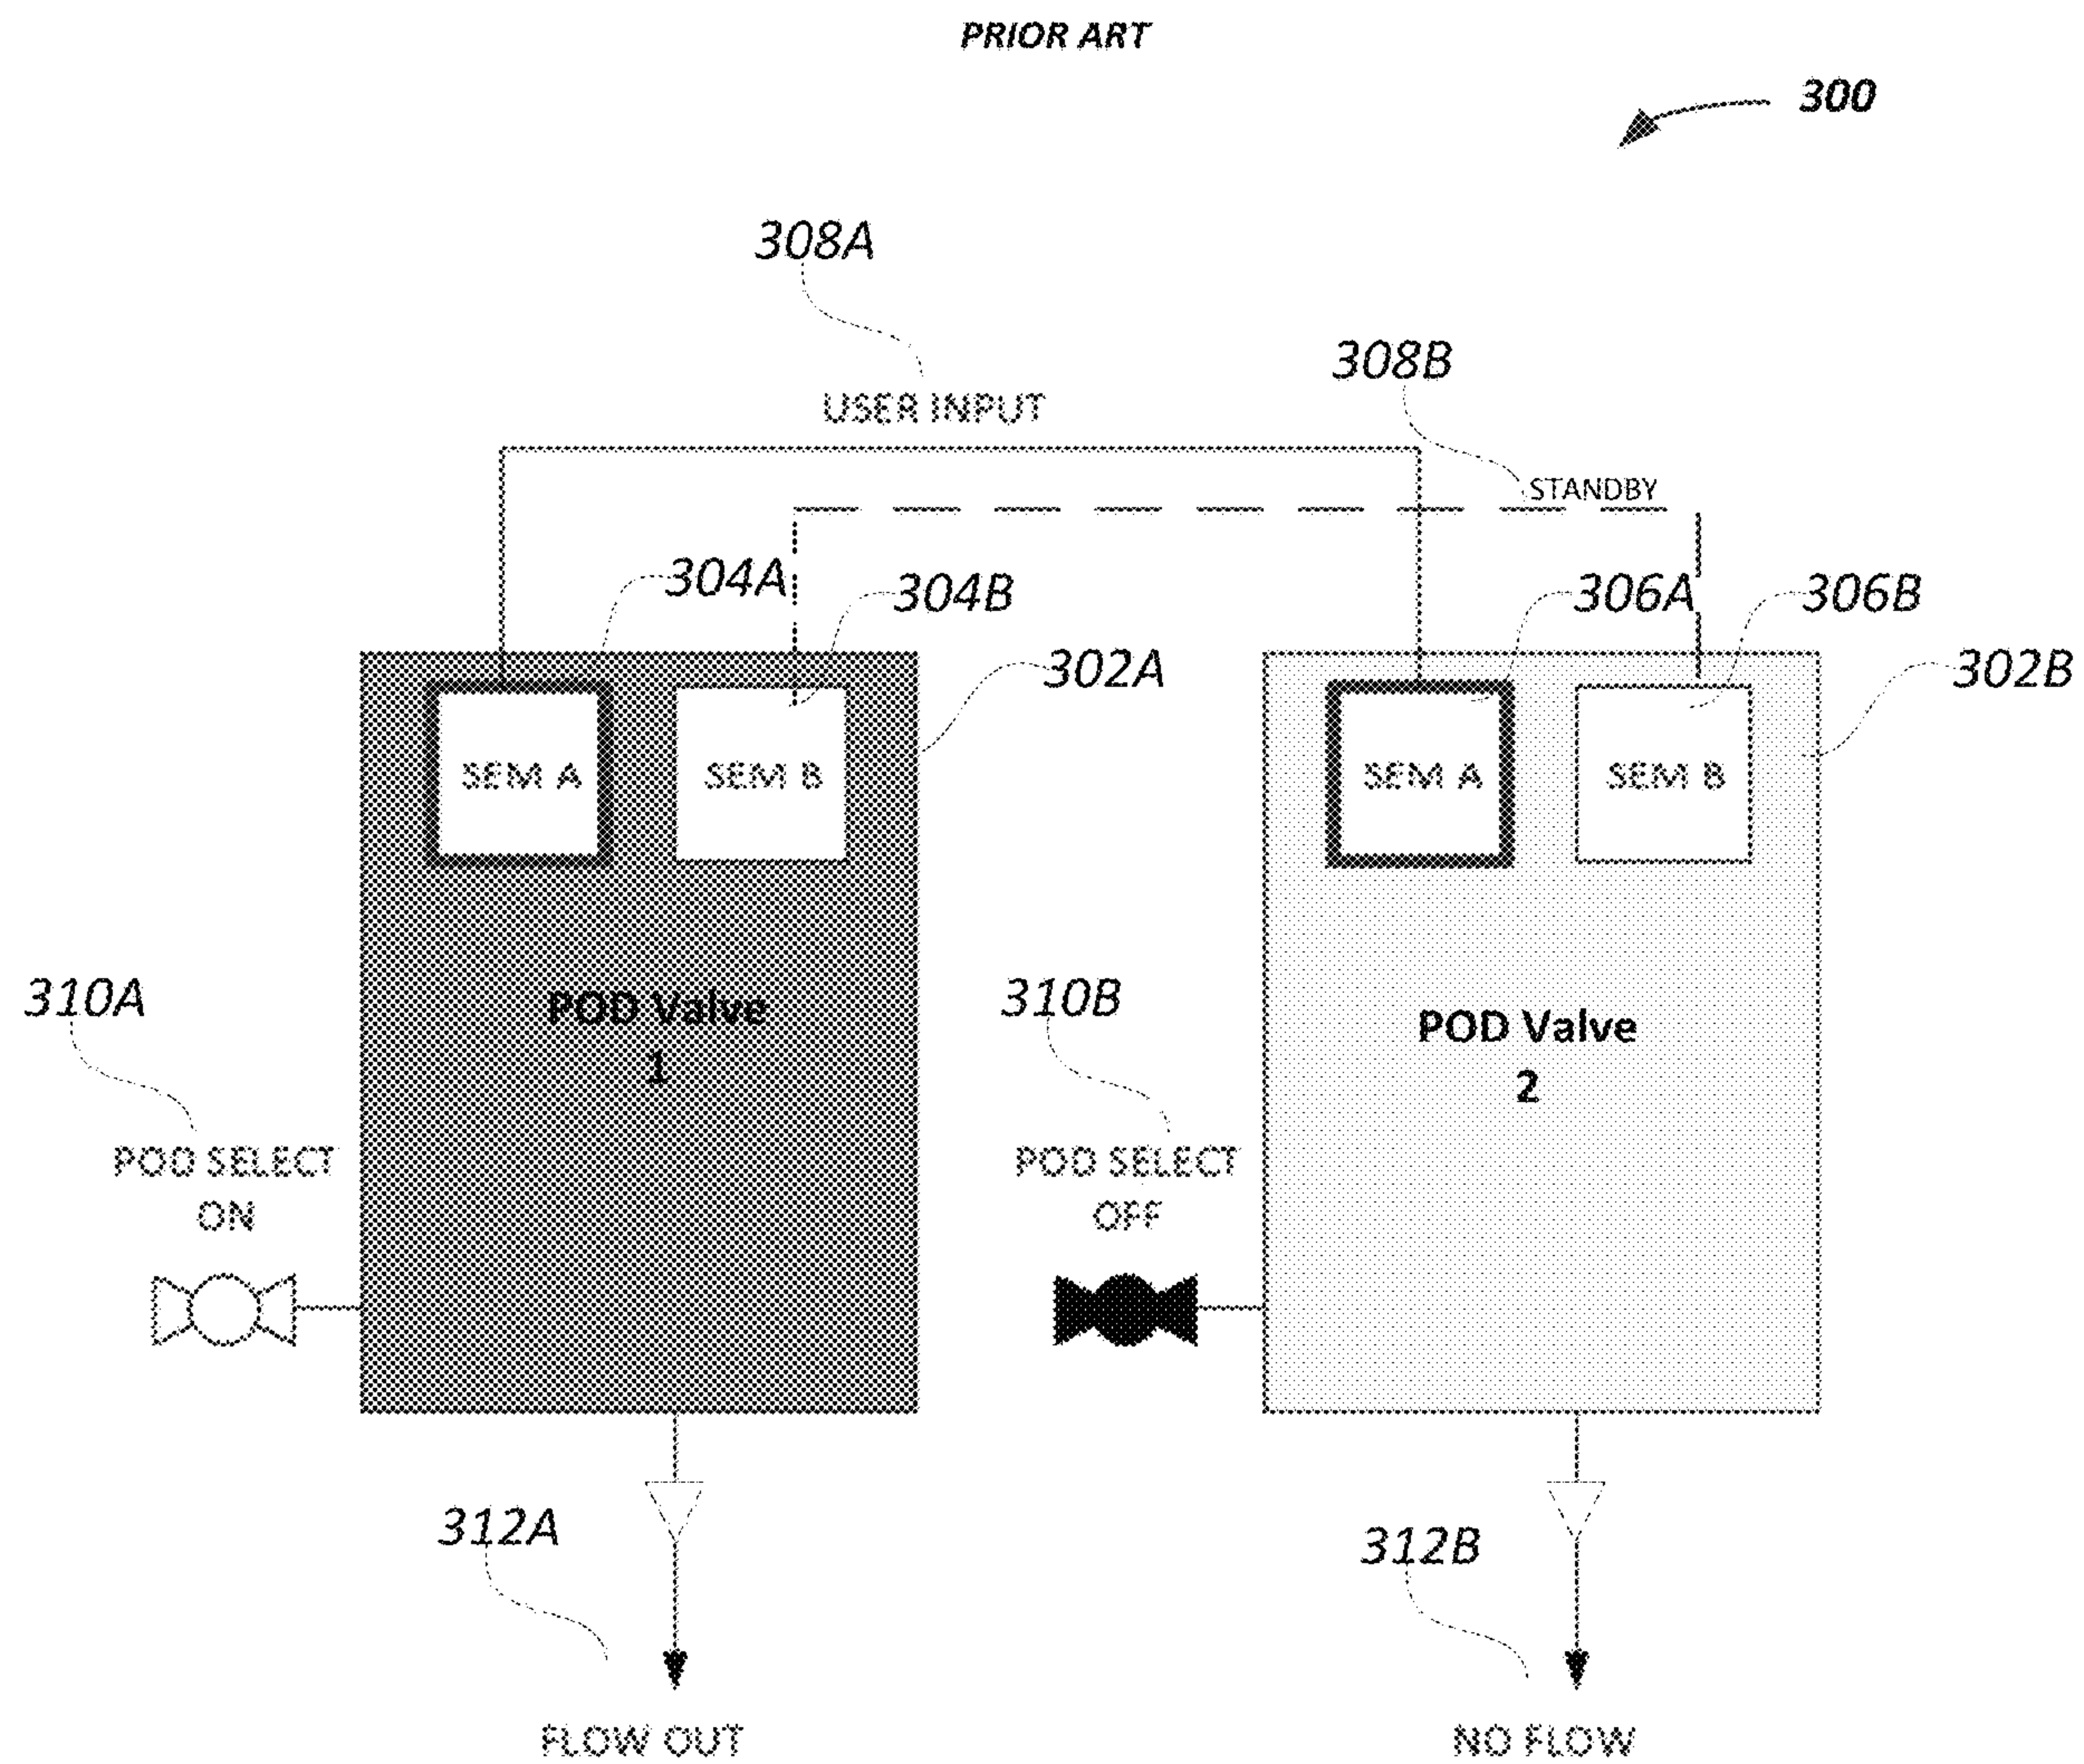 PRIOR ART
300
308A
308B
USER INPUT
STANDBY
304A
304B
306A
306B
302A
302B
SEM A
SEM B
SEM A
SEM B
310A
POD Valve
1
310B
POD Valve
2
POD SELECT
ON
POD SELECT
OFF
312A
312B
FLOW OUT
NO FLOW